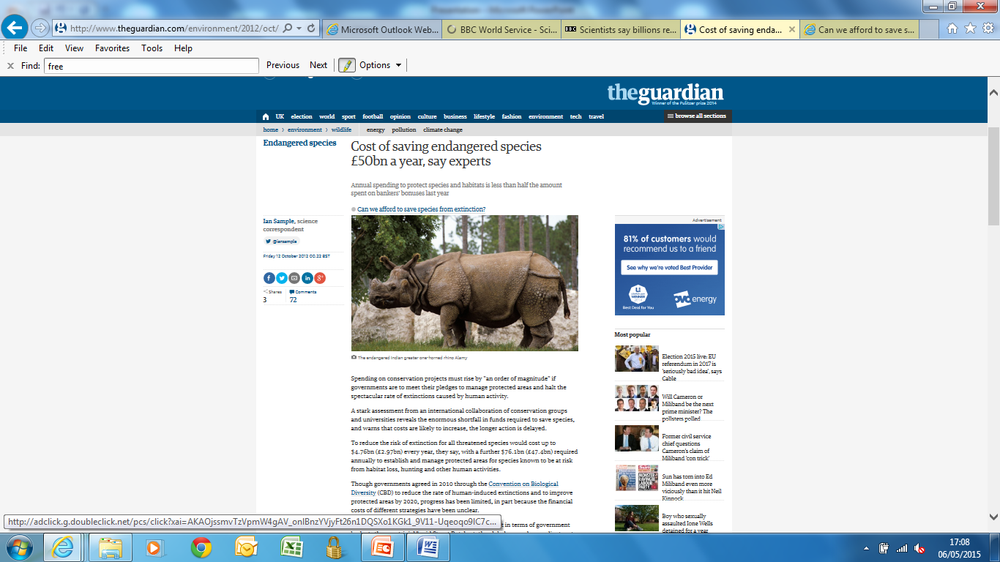 Presentation - Microsoft PowerPoint
http://www.theguardian.com/environment/2012/oct/
Microsoft Outlook Web...
BBC World Service - Sci...
BBC Scientists say billions re...
Cost of saving enda...
Can we afford to save s...
File Edit View Favorites Tools Help
Find: free Previous Next Options
theguardian
Winner of the Pulitzer prize 2014
UK election world sport football opinion culture business lifestyle fashion environment tech travel browse all sections
home environment wildlife energy pollution climate change
Endangered species
Cost of saving endangered species
£50bn a year, say experts
Annual spending to protect species and habitats is less than half the amount
spent on bankers' bonuses last year
Can we afford to save species from extinction?
Ian Sample, science
correspondent
@iansample
Friday 12 October 2012 00.22 BST
Shares Comments
3 72
The endangered Indian greater one-horned rhino Alamy
Spending on conservation projects must rise by "an order of magnitude" if
governments are to meet their pledges to manage protected areas and halt the
spectacular rate of extinctions caused by human activity.
A stark assessment from an international collaboration of conservation groups
and universities reveals the enormous shortfall in funds required to save species,
and warns that costs are likely to increase, the longer action is delayed.
To reduce the risk of extinction for all threatened species would cost up to
$4.76bn (£2.97bn) every year, they say, with a further $76.1bn (£47.4bn) required
annually to establish and manage protected areas for species known to be at risk
from habitat loss, hunting and other human activities.
Though governments agreed in 2010 through the Convention on Biological
Diversity (CBD) to reduce the rate of human-induced extinctions and to improve
protected areas by 2020, progress has been limited, in part because the financial
costs of different strategies have been unclear.
t in terms of government
Advertisement
81% of customers would
recommend us to a friend
See why we're voted Best Provider
WINNER
Best Deal for You
ovo energy
Most popular
Election 2015 live: EU
referendum in 2017 is
'seriously bad idea', says
Cable
Will Cameron or
Miliband be the next
prime minister? The
pollsters polled
Former civil service
chief questions
Cameron's claim of
Miliband 'con trick'
Sun has torn into Ed
Miliband even more
viciously than it hit Neil
Kinnock
Boy who sexually
assaulted Ione Wells
detained for a year
http://adclick.g.doubleclick.net/pcs/click?xai=AKAOjssmvTzVpmW4gAV_onIBnzYVjyFt26n1DQSXo1KGk1_9V11-Uqeoqo9IC7c...
17:08
06/05/2015